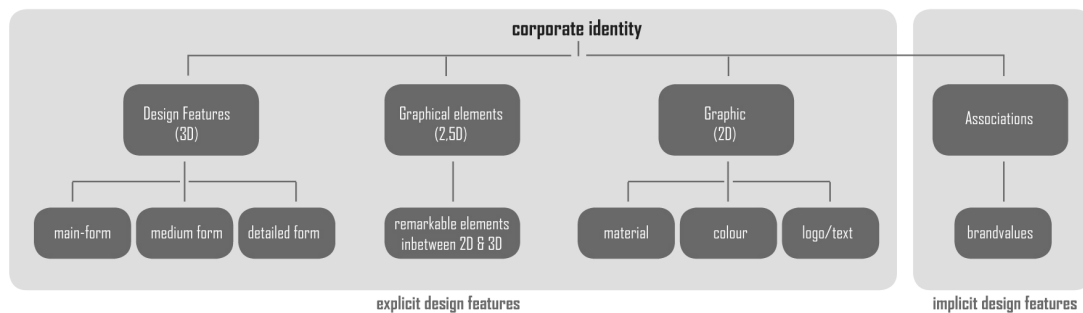 corporate identity
Design Features
(3D)
Graphical elements
(2,5D)
Graphic
(2D)
Associations
main-form
medium form
detailed form
remarkable elements
inbetween 2D & 3D
material
colour
logo/text
brandvalues
explicit design features
implicit design features